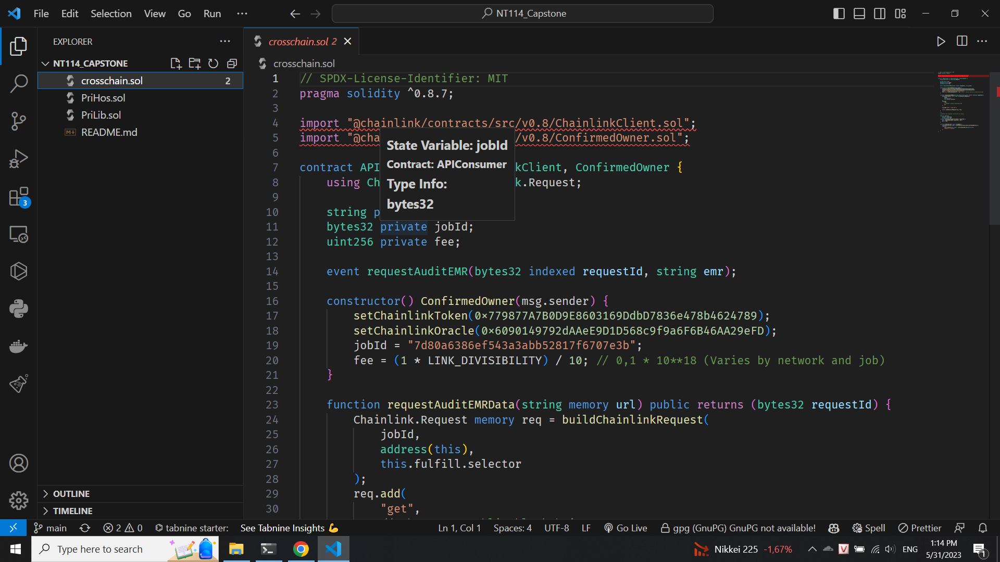 File Edit Selection View Go Run ···
NT114_Capstone
EXPLORER
NT114_CAPSTONE
crosschain.sol 2
PriHos.sol
PriLib.sol
README.md
OUTLINE
TIMELINE
3
crosschain.sol 2
crosschain.sol
1 // SPDX-License-Identifier: MIT
2 pragma solidity ^0.8.7;
3
4 import "@chainlink/contracts/src/v0.8/ChainlinkClient.sol";
5 import "@cha /v0.8/ConfirmedOwner.sol";
6
7 contract API kClient, ConfirmedOwner {
8 using Ch k.Request;
9
10 string p
11 bytes32 private jobId;
12 uint256 private fee;
13
14 event requestAuditEMR(bytes32 indexed requestId, string emr);
15
16 constructor() ConfirmedOwner(msg.sender) {
17 setChainlinkToken(0×779877A7B0D9E8603169DdbD7836e478b4624789);
18 setChainlinkOracle(0×6090149792dAAeE9D1D568c9f9a6F6B46AA29eFD);
19 jobId = "7d80a6386ef543a3abb52817f6707e3b";
20 fee = (1 * LINK_DIVISIBILITY) / 10; // 0,1 * 10**18 (Varies by network and job)
21 }
22
23 function requestAuditEMRData(string memory url) public returns (bytes32 requestId) {
24 Chainlink.Request memory req = buildChainlinkRequest(
25 jobId,
26 address(this),
27 this.fulfill.selector
28 );
29 req.add(
30 "get",
State Variable: jobId
Contract: APIConsumer
Type Info:
bytes32
main 2 0 tabnine starter: See Tabnine Insights Ln 1, Col 1 Spaces: 4 UTF-8 LF Go Live gpg (GnuPG) GnuPG not available! Spell Prettier
Type here to search
Nikkei 225 -1,67% ENG
1:14 PM
5/31/2023
1